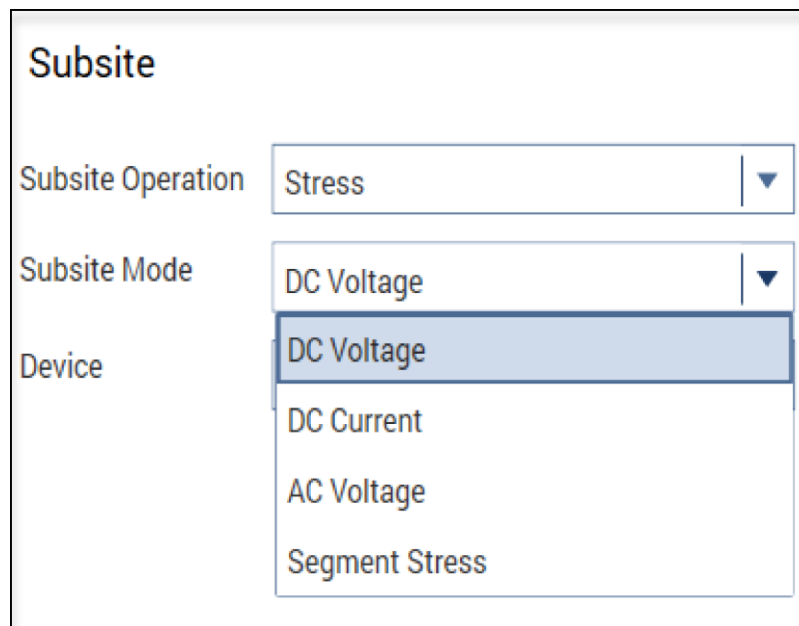 Subsite
Subsite Operation Stress
Subsite Mode DC Voltage
DC Voltage
Device
DC Current
AC Voltage
Segment Stress